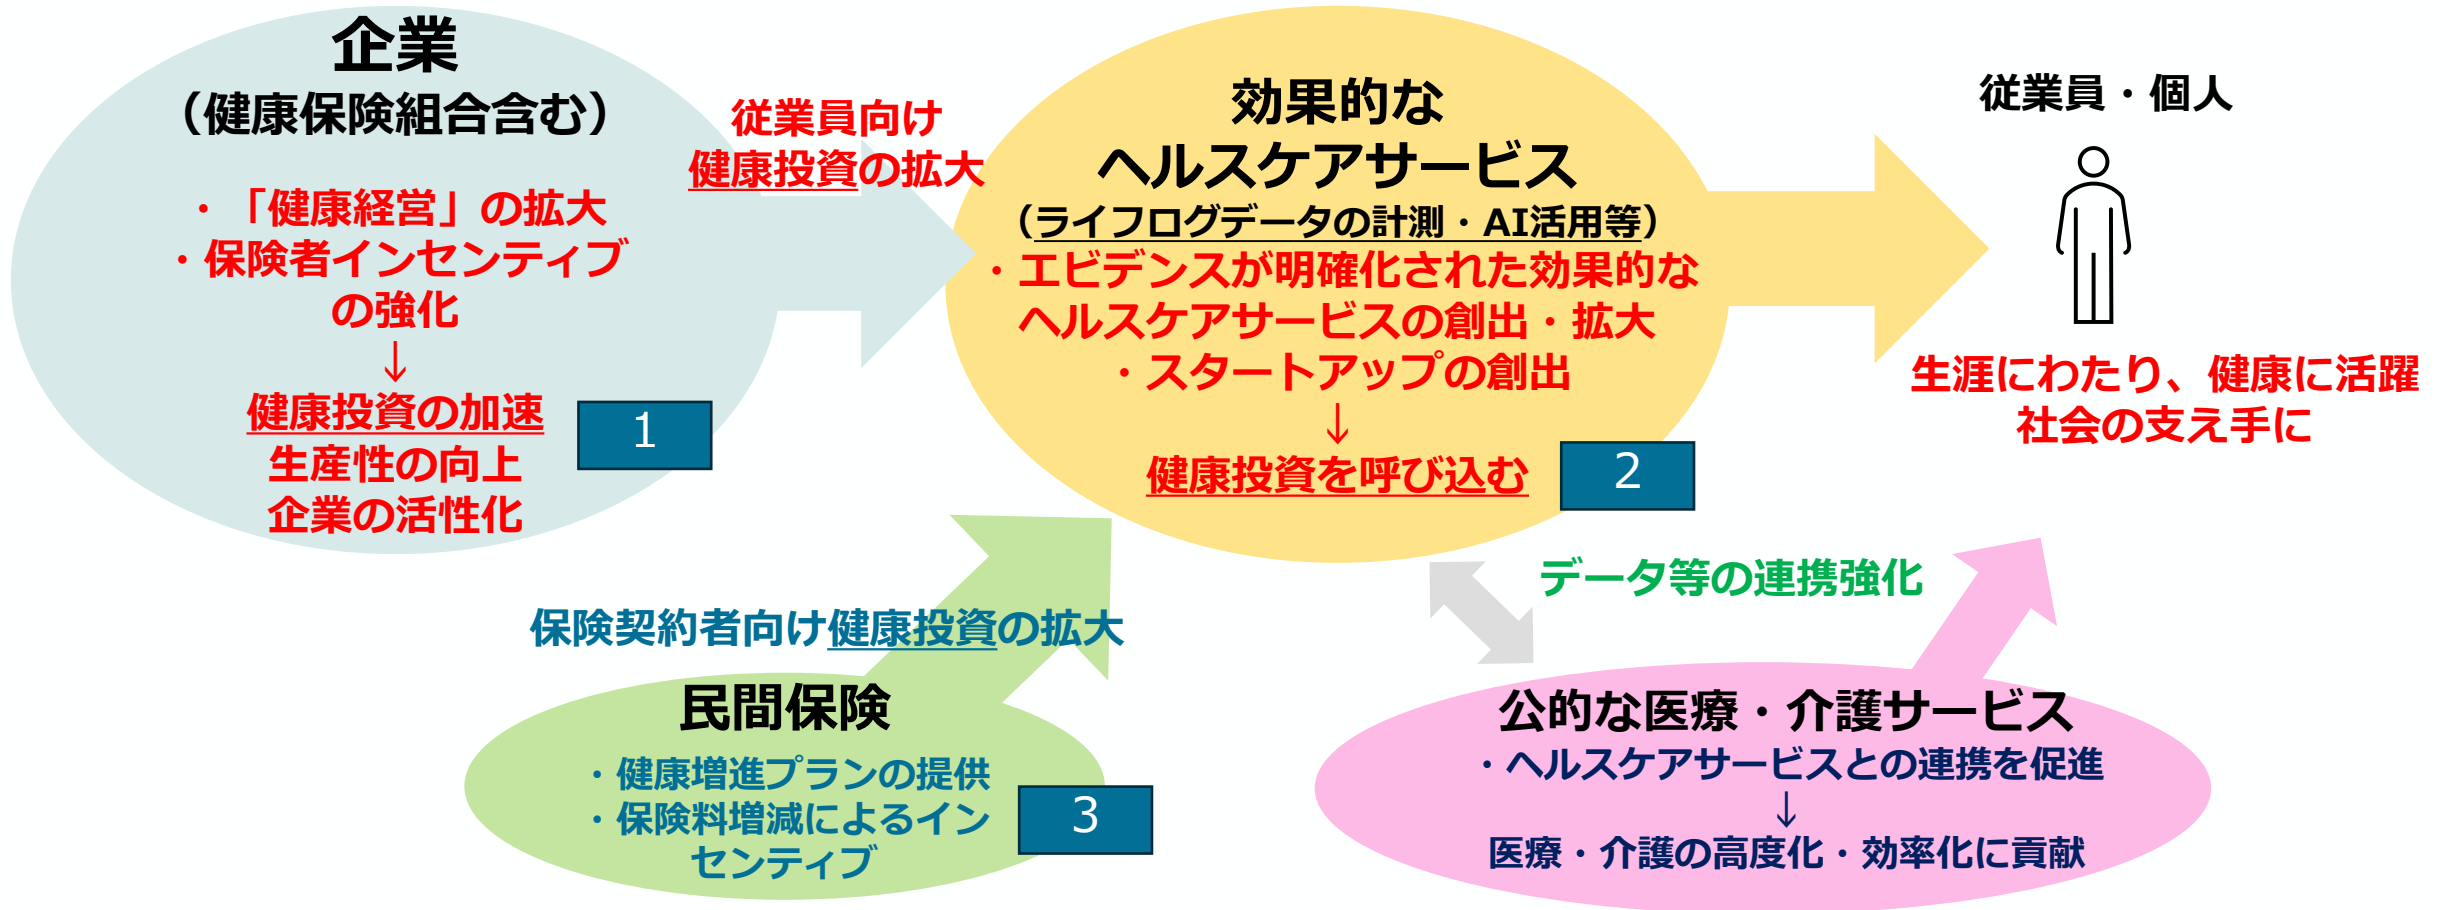 企業
（健康保険組合含む）
・「健康経営」の拡大
・保険者インセンティブ
の強化
↓
健康投資の加速
生産性の向上
企業の活性化
1
従業員向け
健康投資の拡大
効果的な
ヘルスケアサービス
（ライフログデータの計測・AI活用等）
・エビデンスが明確化された効果的な
ヘルスケアサービスの創出・拡大
・スタートアップの創出
↓
健康投資を呼び込む
2
従業員・個人
生涯にわたり、健康に活躍
社会の支え手に
保険契約者向け健康投資の拡大
民間保険
・健康増進プランの提供
・保険料増減によるイン
センティブ
3
データ等の連携強化
公的な医療・介護サービス
・ヘルスケアサービスとの連携を促進
↓
医療・介護の高度化・効率化に貢献